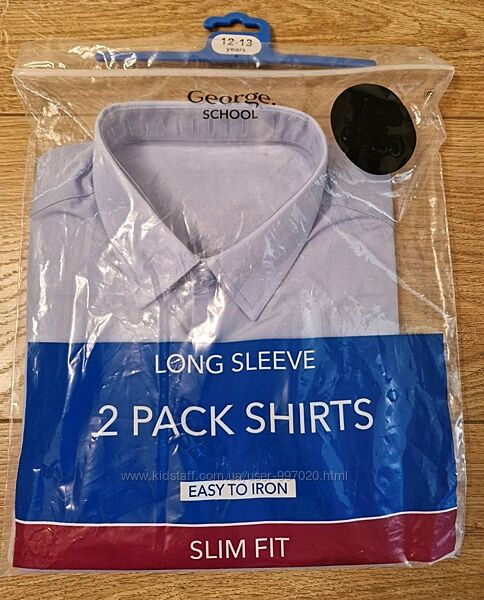 12-13
years
George.
SCHOOL
LONG SLEEVE
2 PACK SHIRTS
www.kidstaff.com.ua/user-997020.html
EASY TO IRON
SLIM FIT